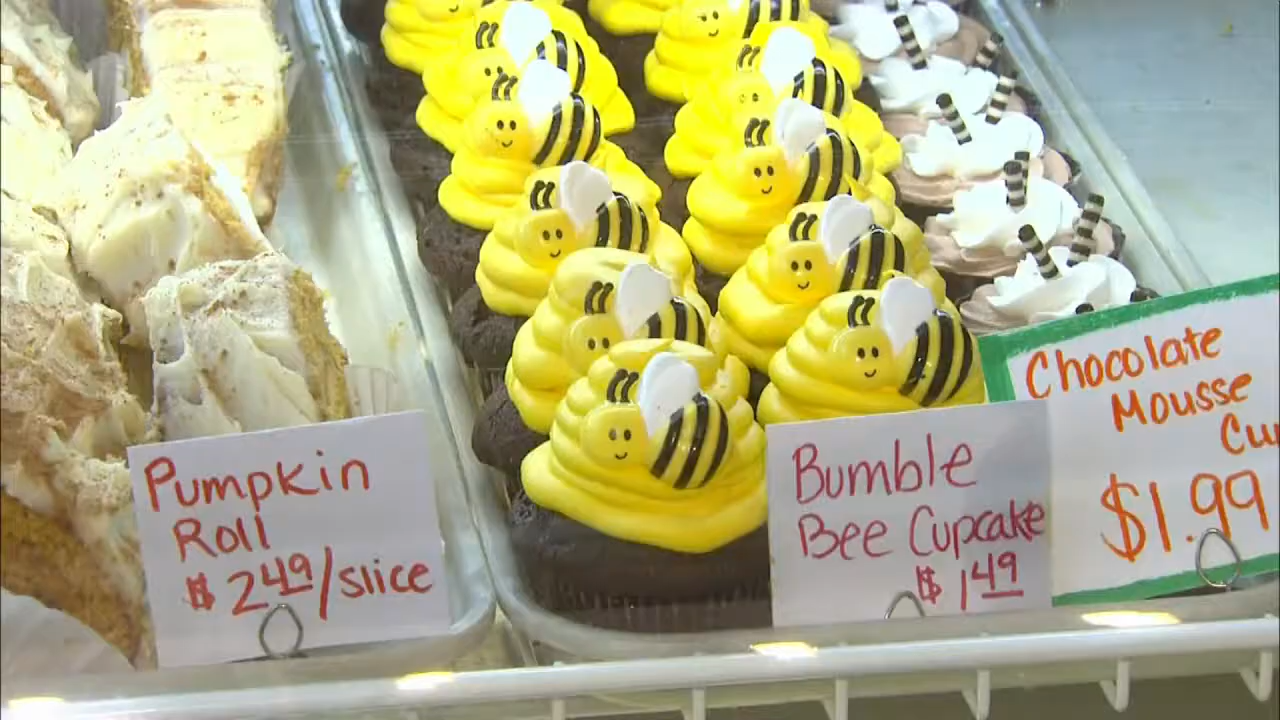 Pumpkin
Roll
$2.49/slice
Bumble
Bee Cupcake
$1.49
Chocolate
Mousse
$1.99